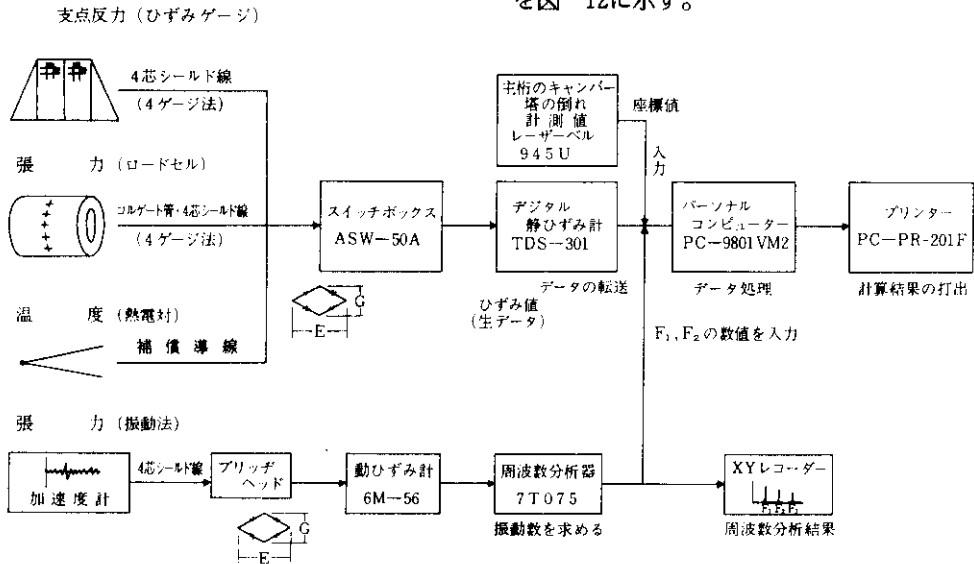 を図−12に示す。
支点反力(ひずみゲージ)
4芯シールド線
(4ゲージ法)
張 力(ロードセル)
コルゲート管・4芯シールド線
(4ゲージ法)
温 度(熱電対)
補償導線
スイッチボックス
ASW−50A
E
G
デジタル
静ひずみ計
TDS−301
データの転送
ひずみ値
(生データ)
主桁のキャンバー
塔の倒れ
計測値
レーザーベル
945U
座標値
入力
パーソナル
コンピューター
PC−9801VM2
データ処理
プリンター
PC−PR-201F
計算結果の打出
F₁,F₂の数値を入力
張 力(振動法)
加速度計
4芯シールド線
ブリッヂ
ヘッド
E
G
動ひずみ計
6M−56
周波数分析器
7T07S
振動数を求める
XYレコーダー
周波数分析結果